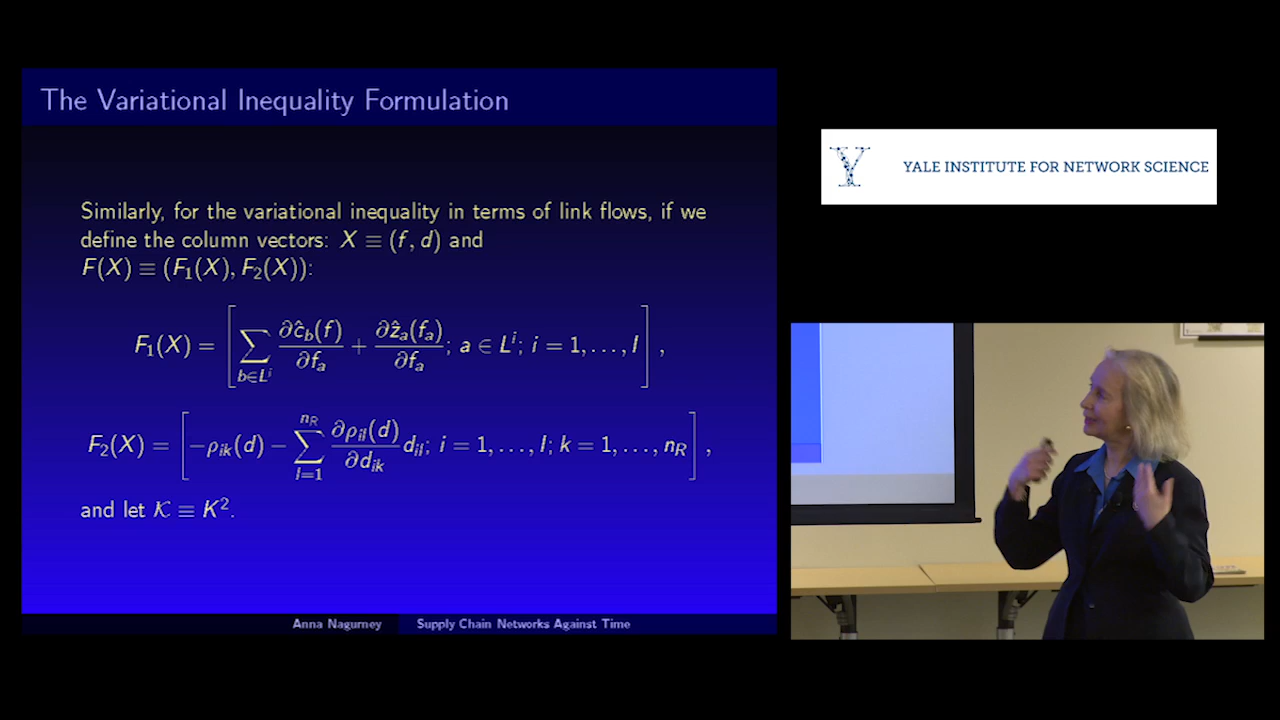 The Variational Inequality Formulation
Similarly, for the variational inequality in terms of link flows, if we
define the column vectors: X ≡ (f, d) and
F(X) ≡ (F₁(X), F₂(X)):
F₁(X) = [ ∑_{b∈Lⁱ} ∂ĉ_b(f)/∂f_a + ∂ẑ_a(f_a)/∂f_a ; a ∈ Lⁱ; i = 1, . . . , I ] ,
F₂(X) = [ −ρ_{ik}(d) − ∑_{l=1}^{n_R} ∂ρ_{il}(d)/∂d_{ik} d_{il}; i = 1, . . . , I; k = 1, . . . , n_R ] ,
and let 𝒦 ≡ K².
Anna Nagurney
Supply Chain Networks Against Time
Y
YALE INSTITUTE FOR NETWORK SCIENCE